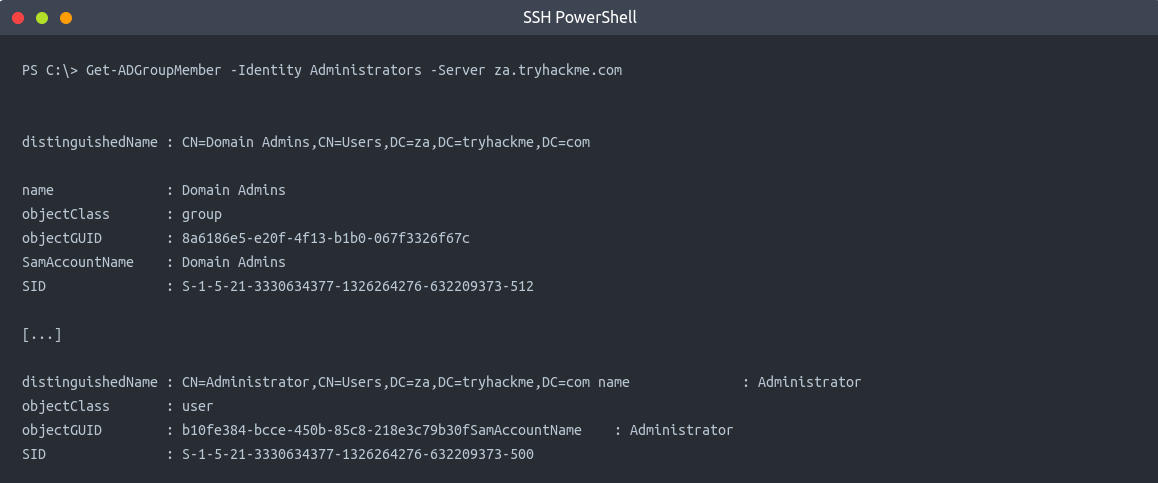 SSH PowerShell
PS C:\> Get-ADGroupMember -Identity Administrators -Server za.tryhackme.com
distinguishedName : CN=Domain Admins,CN=Users,DC=za,DC=tryhackme,DC=com
name              : Domain Admins
objectClass       : group
objectGUID        : 8a6186e5-e20f-4f13-b1b0-067f3326f67c
SamAccountName    : Domain Admins
SID               : S-1-5-21-3330634377-1326264276-632209373-512
[...]
distinguishedName : CN=Administrator,CN=Users,DC=za,DC=tryhackme,DC=com name              : Administrator
objectClass       : user
objectGUID        : b10fe384-bcce-450b-85c8-218e3c79b30fSamAccountName    : Administrator
SID               : S-1-5-21-3330634377-1326264276-632209373-500